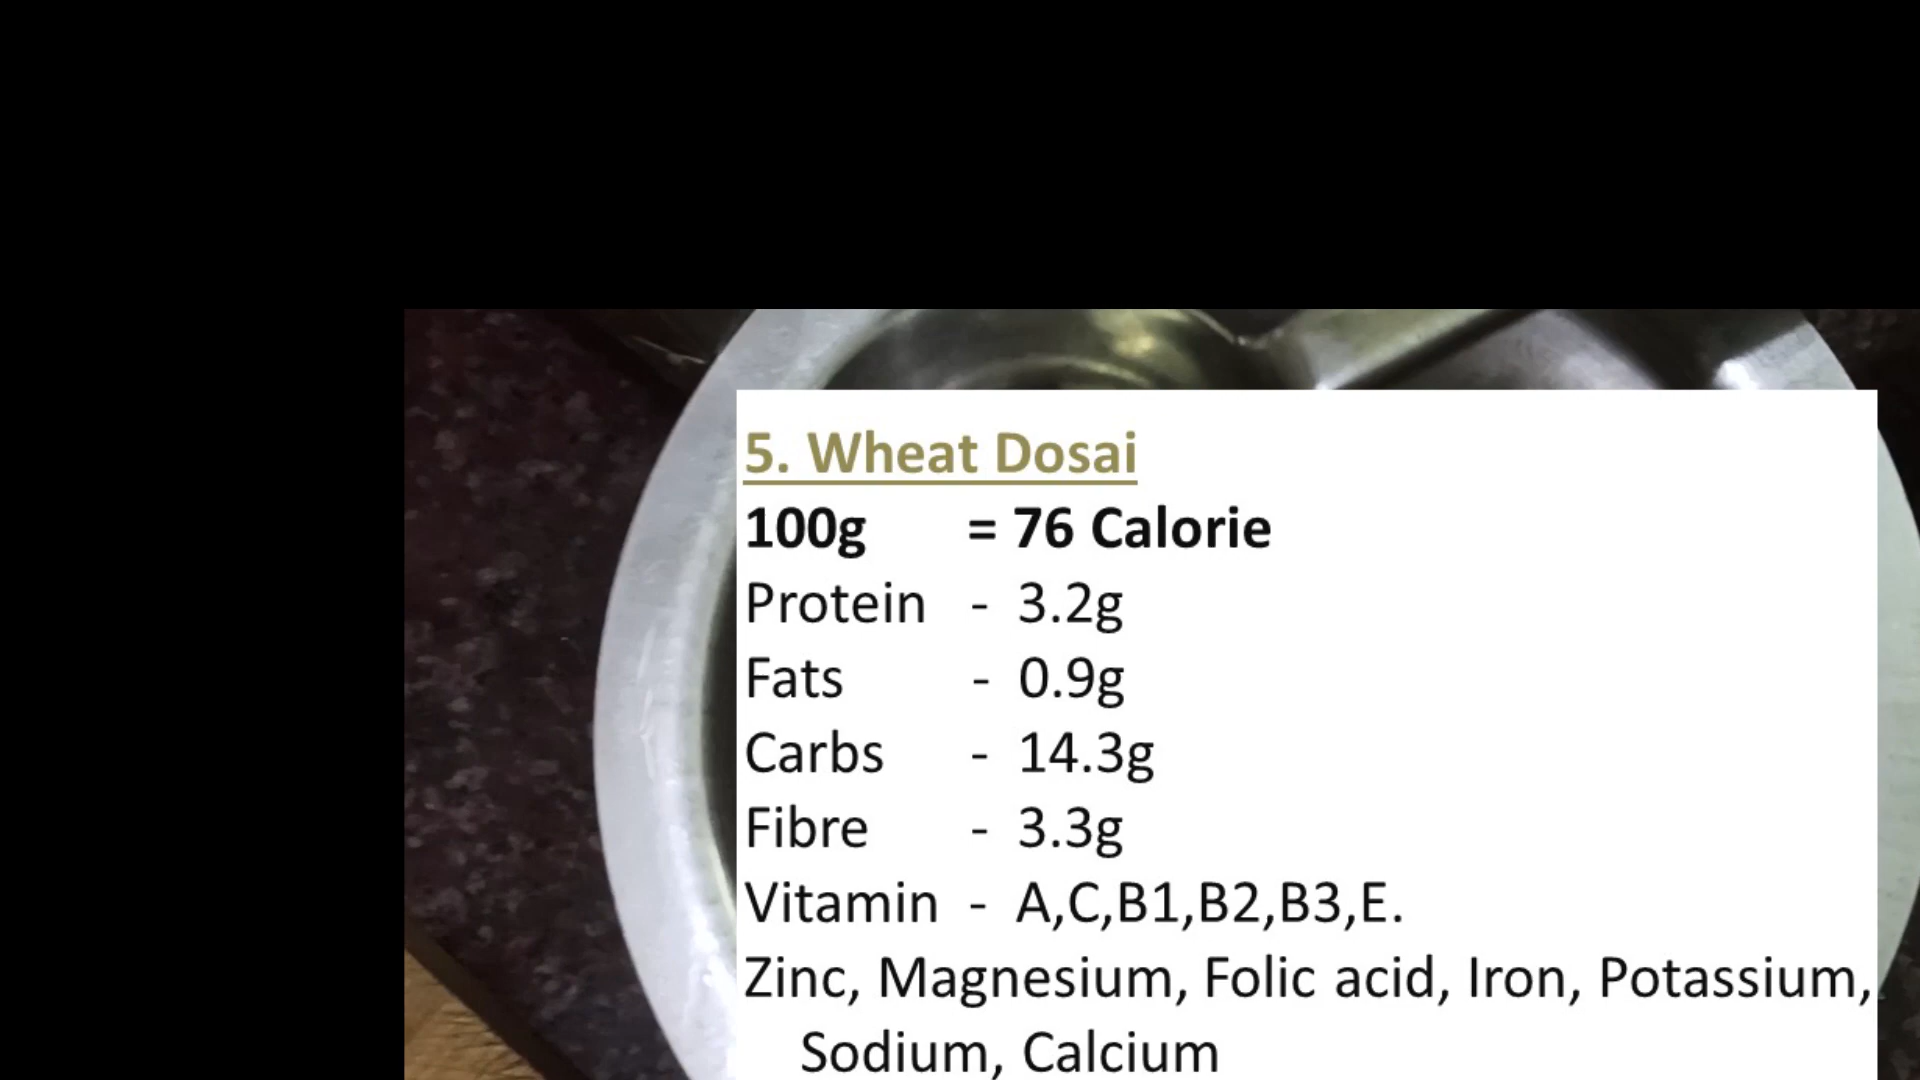 5. Wheat Dosai
100g = 76 Calorie
Protein - 3.2g
Fats - 0.9g
Carbs - 14.3g
Fibre - 3.3g
Vitamin - A,C,B1,B2,B3,E.
Zinc, Magnesium, Folic acid, Iron, Potassium,
Sodium, Calcium